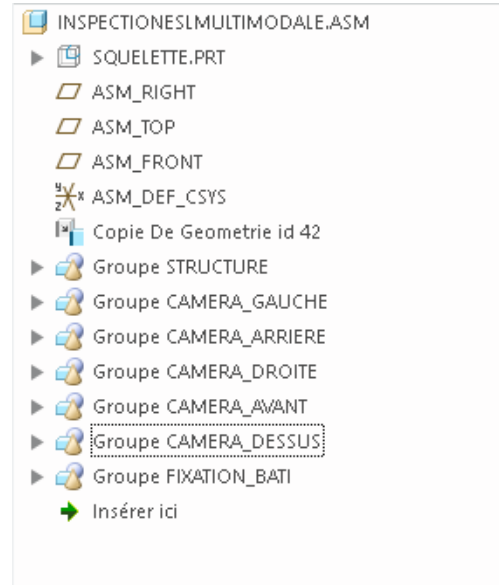 INSPECTIONESLMULTIMODALE.ASM
SQUELETTE.PRT
ASM_RIGHT
ASM_TOP
ASM_FRONT
ASM_DEF_CSYS
Copie De Geometrie id 42
Groupe STRUCTURE
Groupe CAMERA_GAUCHE
Groupe CAMERA_ARRIERE
Groupe CAMERA_DROITE
Groupe CAMERA_AVANT
Groupe CAMERA_DESSUS
Groupe FIXATION_BATI
Insérer ici